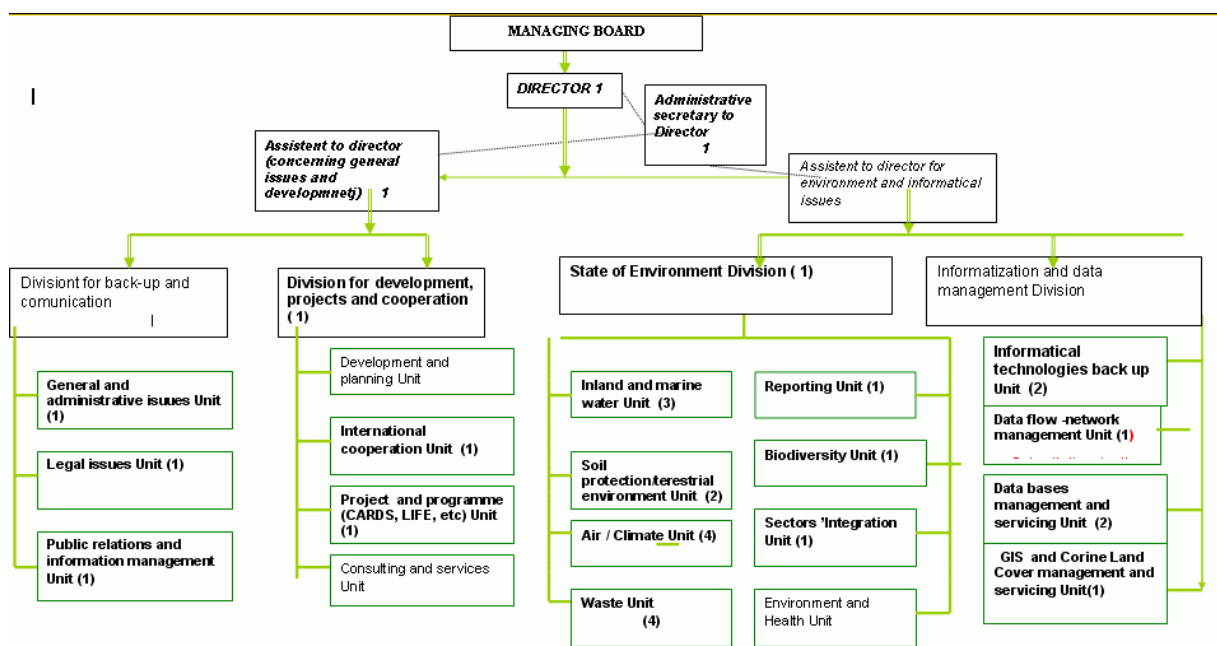 MANAGING BOARD
DIRECTOR 1
Administrative
secretary to
Director
1
Assistent to director
(concerning general
issues and
developmnetj) 1
Assistent to director for
environment and informatical
issues
Divisiont for back-up and
comunication
General and
administrative isuues Unit
(1)
Legal issues Unit (1)
Public relations and
information management
Unit (1)
Division for development,
projects and cooperation
( 1)
Development and
planning Unit
International
cooperation Unit (1)
Project and programme
(CARDS, LIFE, etc) Unit
(1)
Consulting and services
Unit
State of Environment Division ( 1)
Inland and marine
water Unit (3)
Soil
protection/terestrial
environment Unit (2)
Air / Climate Unit (4)
Waste Unit
(4)
Reporting Unit (1)
Biodiversity Unit (1)
Sectors 'Integration
Unit (1)
Environment and
Health Unit
Informatization and data
management Division
Informatical
technologies back up
Unit (2)
Data flow -network
management Unit (1)
Data bases
management and
servicing Unit (2)
GIS and Corine Land
Cover management and
servicing Unit(1)